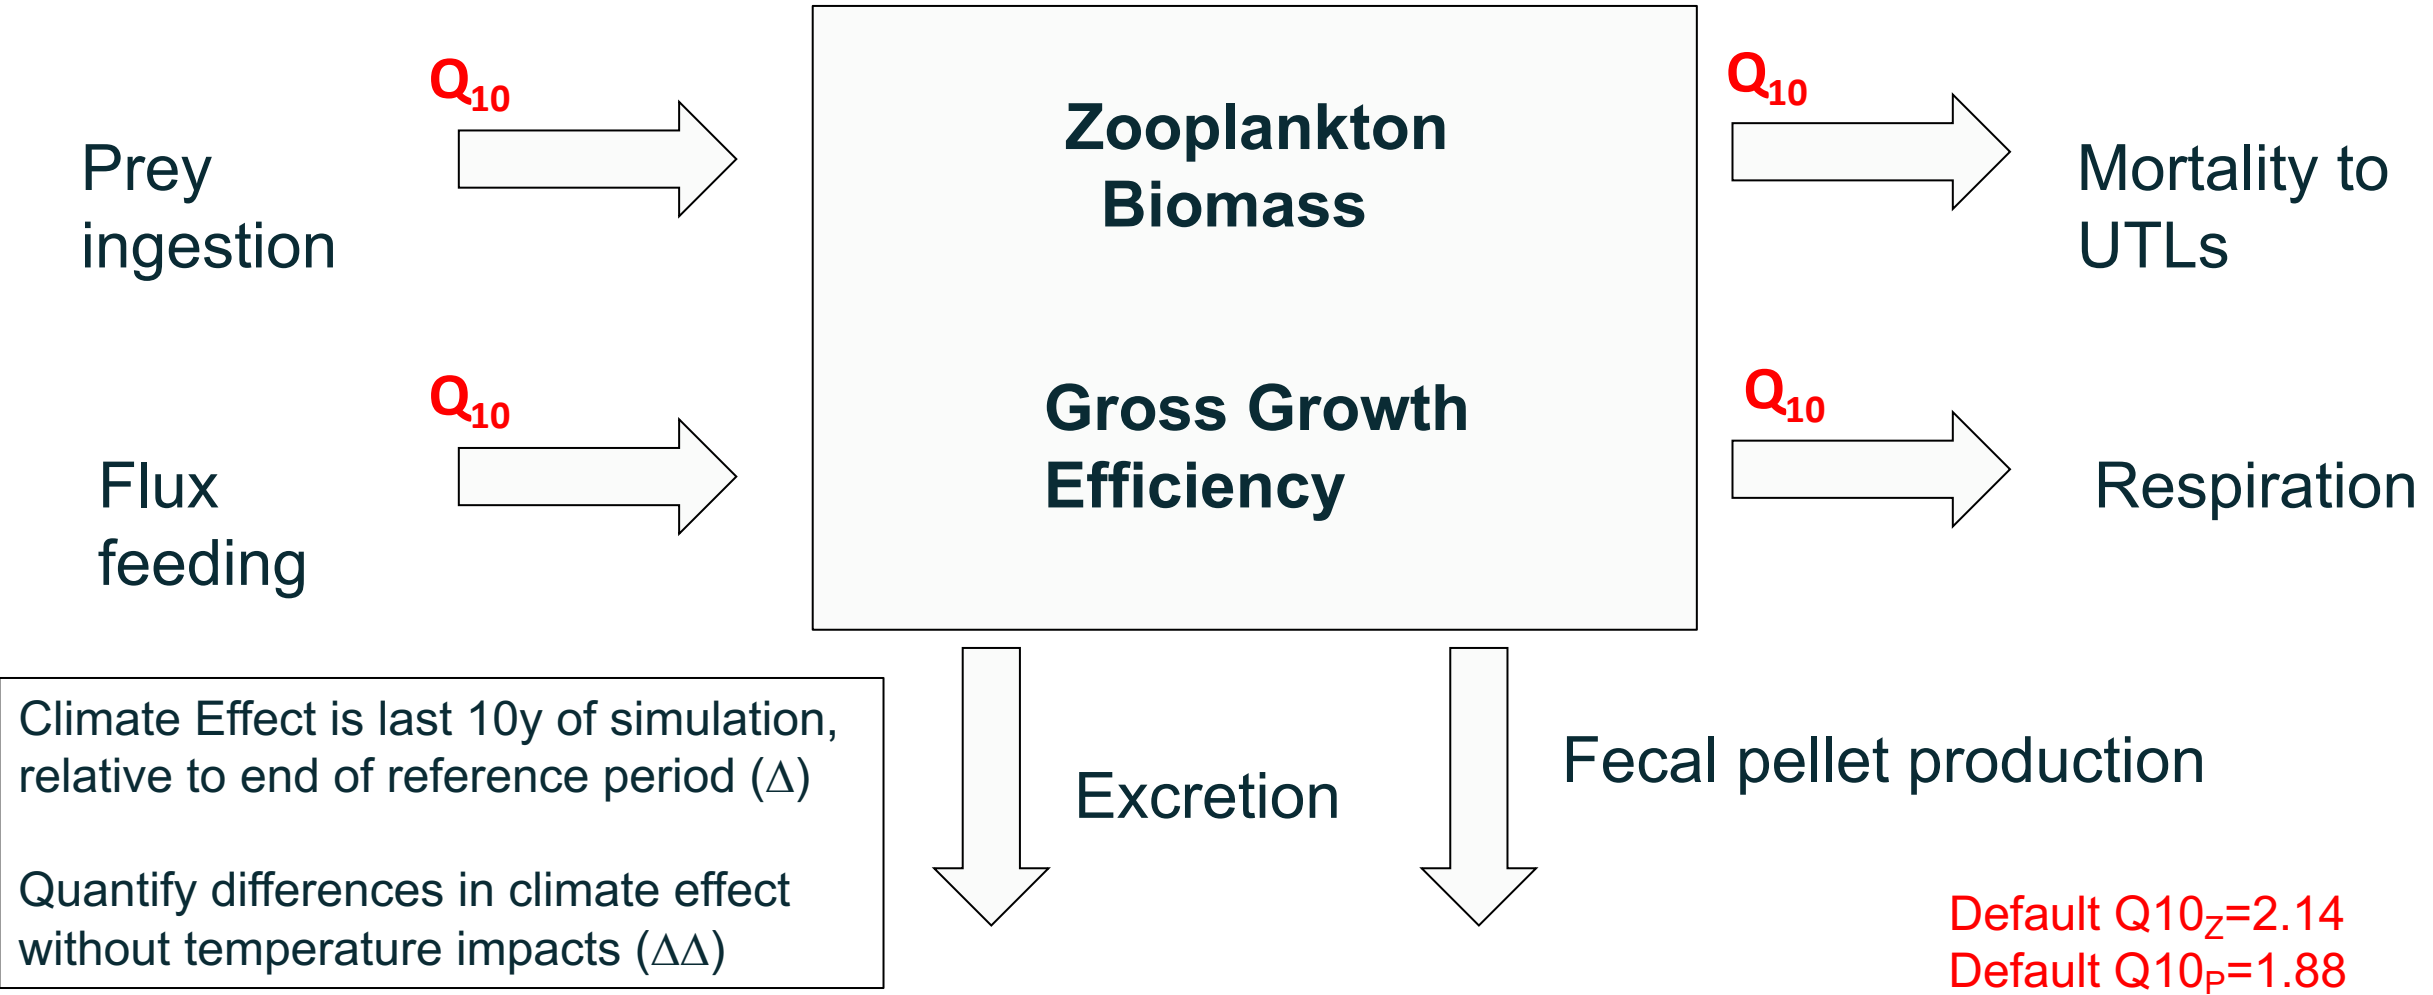 Q10
Prey
ingestion
Zooplankton
Biomass
Q10
Mortality to
UTLs
Q10
Flux
feeding
Gross Growth
Efficiency
Q10
Respiration
Climate Effect is last 10y of simulation,
relative to end of reference period (Δ)
Quantify differences in climate effect
without temperature impacts (ΔΔ)
Excretion
Fecal pellet production
Default Q10Z=2.14
Default Q10P=1.88